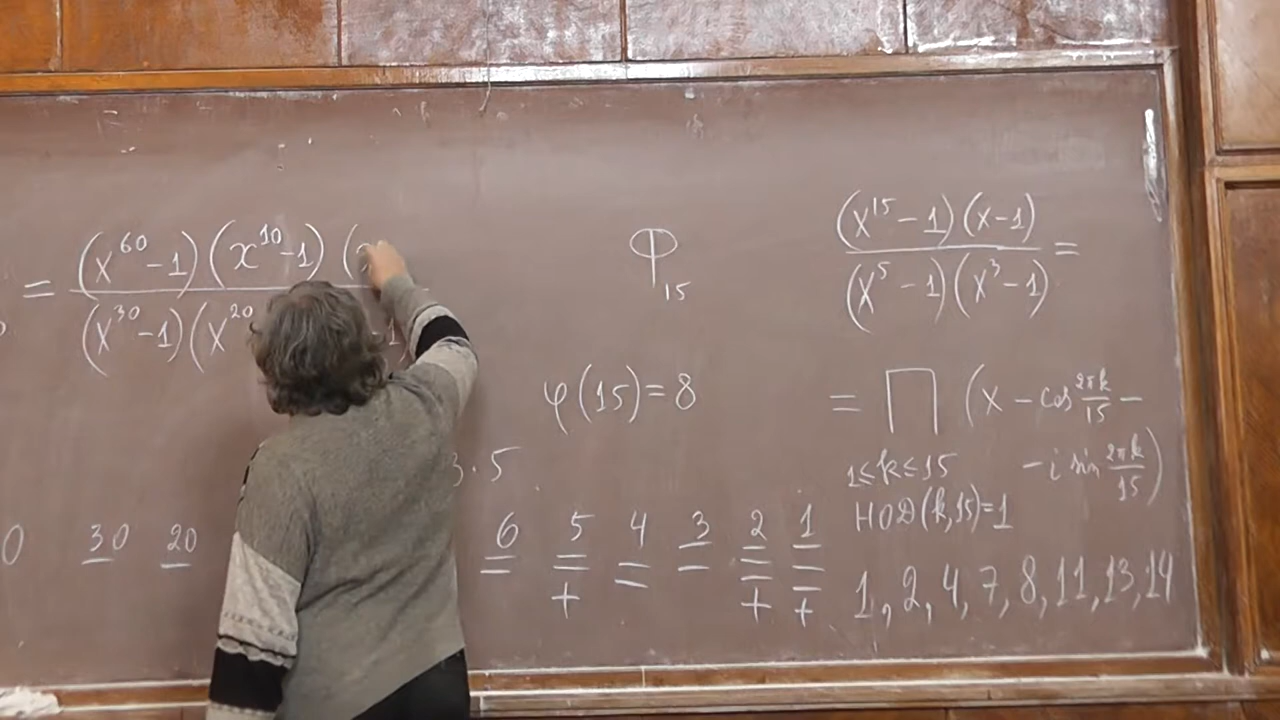 = (x^60 - 1)(x^10 - 1)(
(x^30 - 1)(x^20
Φ_15
(x^15 - 1)(x - 1)
(x^5 - 1)(x^3 - 1) =
φ(15) = 8
= ∏ (x - cos 2πk/15 -
- i sin 2πk/15)
1 ≤ k ≤ 15
НОД(k,15)=1
3 · 5
0 30 20 6 5 4 3 2 1
+ + +
1, 2, 4, 7, 8, 11, 13, 14